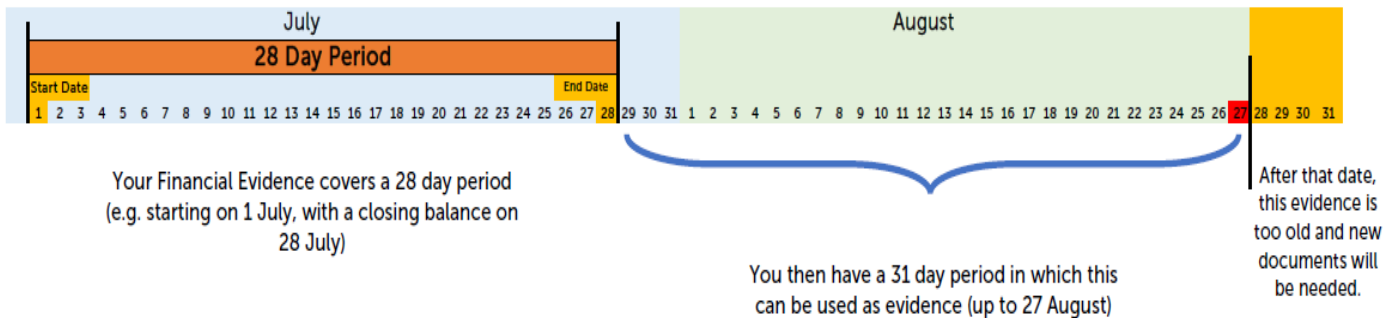 July August
28 Day Period
Start Date End Date
1 2 3 4 5 6 7 8 9 10 11 12 13 14 15 16 17 18 19 20 21 22 23 24 25 26 27 28 29 30 31 1 2 3 4 5 6 7 8 9 10 11 12 13 14 15 16 17 18 19 20 21 22 23 24 25 26 27 28 29 30 31
Your Financial Evidence covers a 28 day period
(e.g. starting on 1 July, with a closing balance on
28 July)
You then have a 31 day period in which this
can be used as evidence (up to 27 August)
After that date,
this evidence is
too old and new
documents will
be needed.